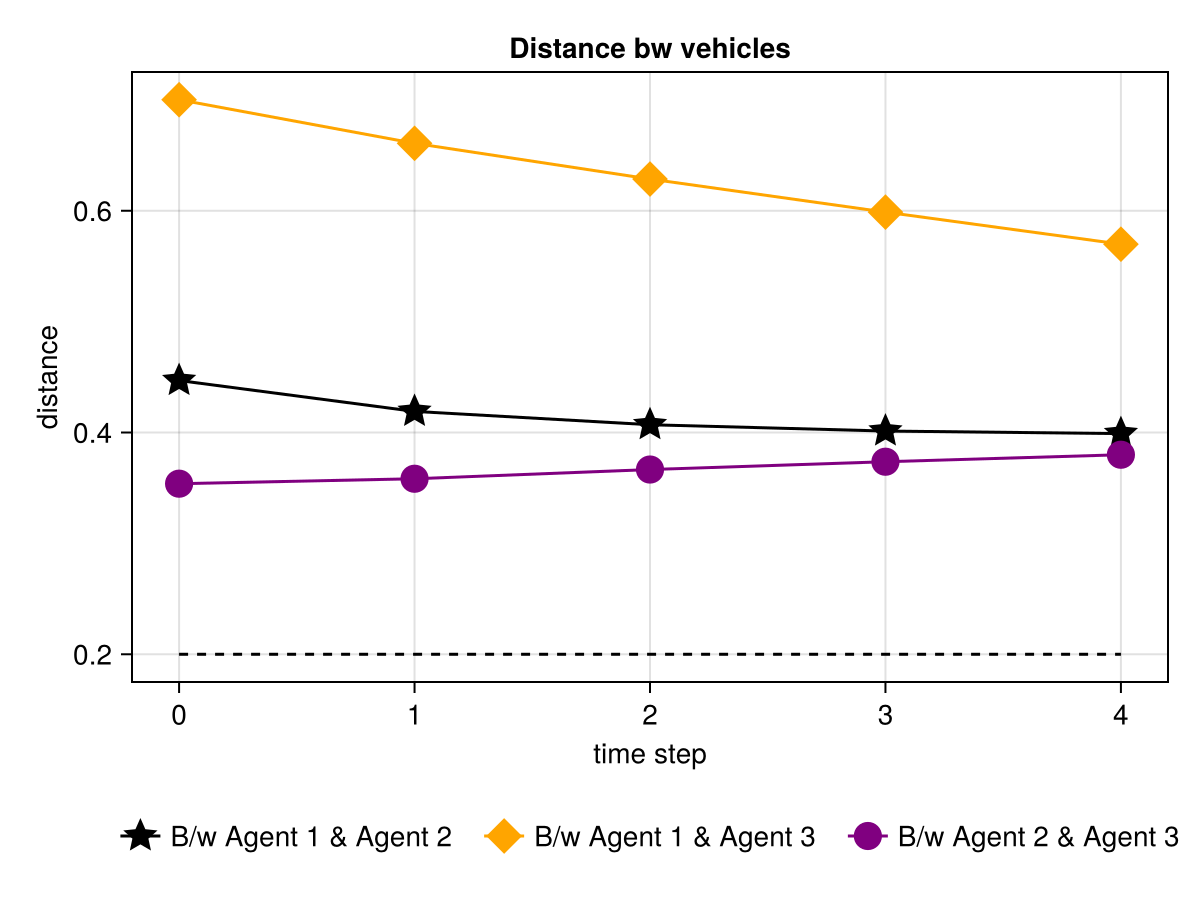 Distance bw vehicles
distance
0.6
0.4
0.2
0 1 2 3 4
time step
B/w Agent 1 & Agent 2 B/w Agent 1 & Agent 3 B/w Agent 2 & Agent 3